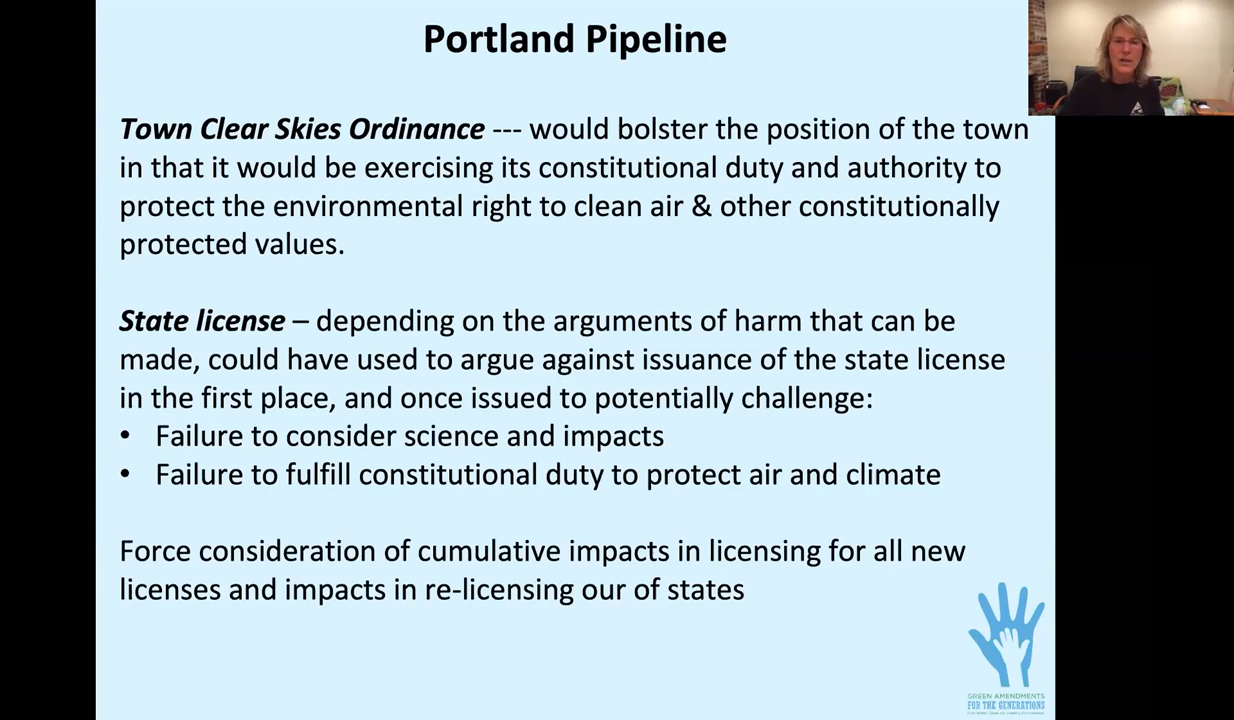 Portland Pipeline
Town Clear Skies Ordinance --- would bolster the position of the town
in that it would be exercising its constitutional duty and authority to
protect the environmental right to clean air & other constitutionally
protected values.
State license – depending on the arguments of harm that can be
made, could have used to argue against issuance of the state license
in the first place, and once issued to potentially challenge:
• Failure to consider science and impacts
• Failure to fulfill constitutional duty to protect air and climate
Force consideration of cumulative impacts in licensing for all new
licenses and impacts in re-licensing our of states
GREEN AMENDMENTS
FOR THE GENERATIONS